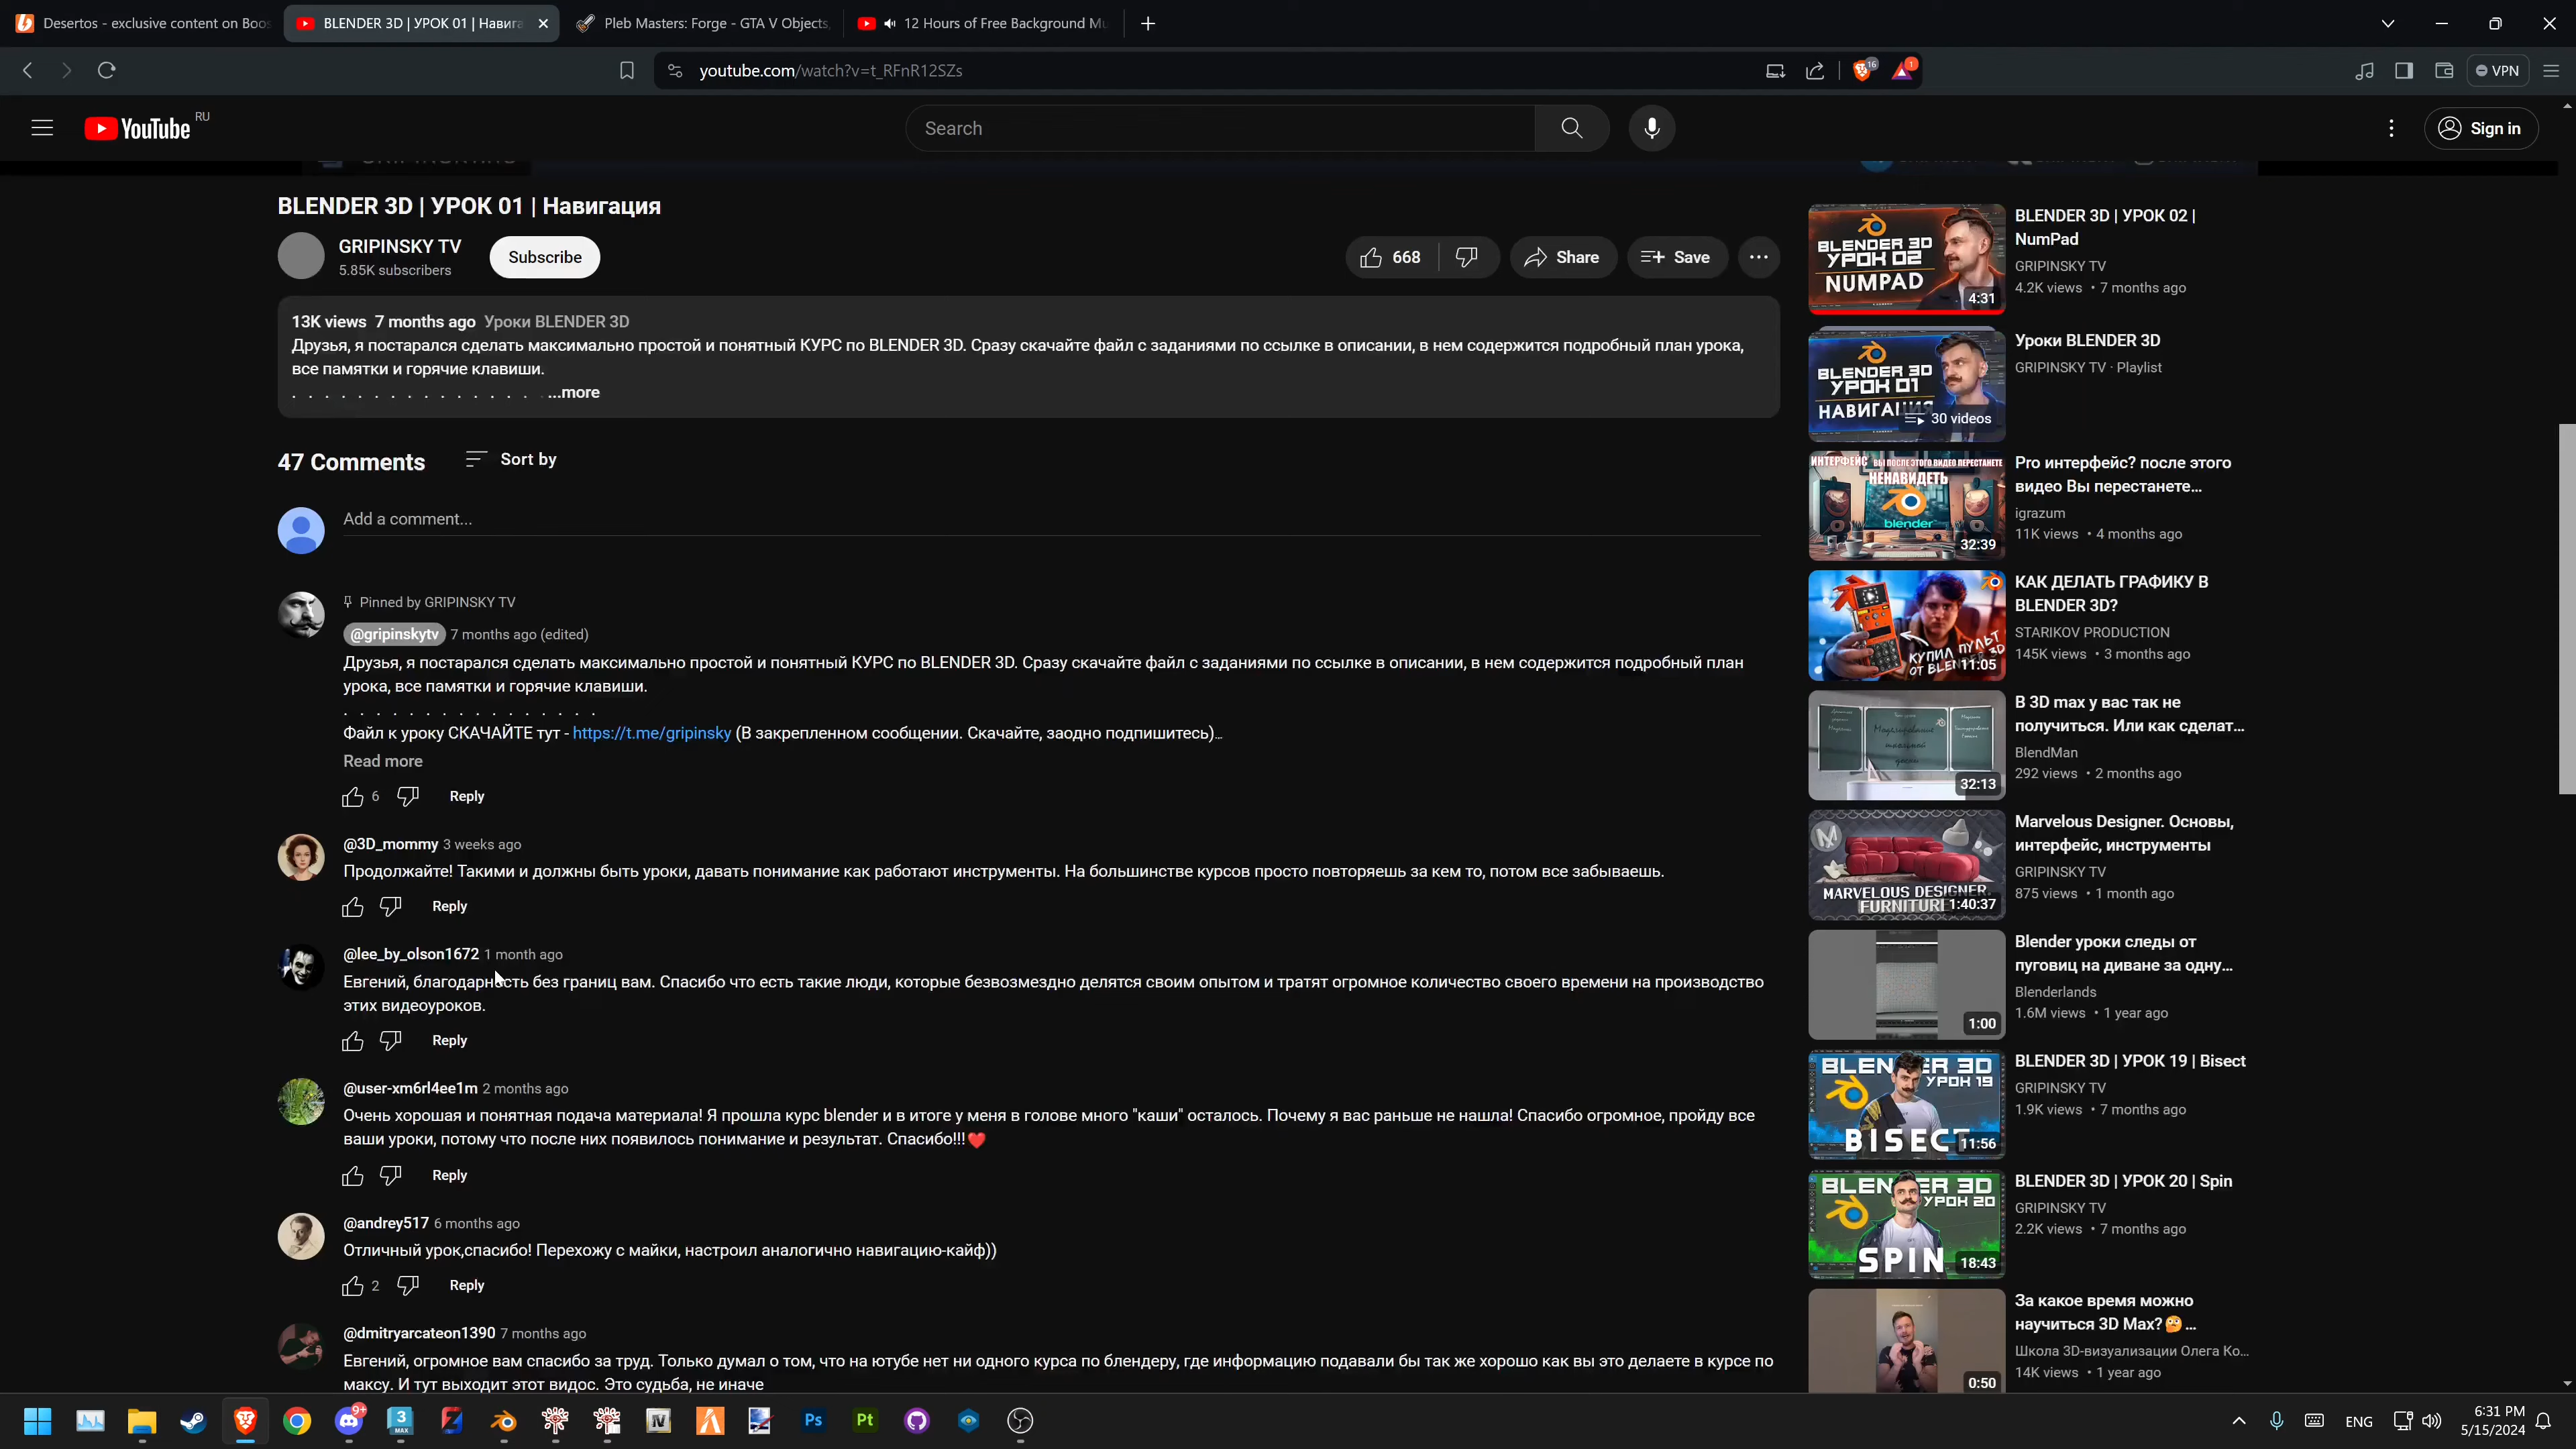 Desertos - exclusive content on Boos
BLENDER 3D | УРОК 01 | Навига
Pleb Masters: Forge - GTA V Objects,
12 Hours of Free Background Mu
youtube.com/watch?v=t_RFnR12SZs
16
1
VPN
YouTube
RU
Search
Sign in
BLENDER 3D | УРОК 01 | Навигация
GRIPINSKY TV
5.85K subscribers
Subscribe
668
Share
Save
13K views 7 months ago Уроки BLENDER 3D
Друзья, я постарался сделать максимально простой и понятный КУРС по BLENDER 3D. Сразу скачайте файл с заданиями по ссылке в описании, в нем содержится подробный план урока,
все памятки и горячие клавиши.
. . . . . . . . . . . . . . . . ...more
47 Comments
Sort by
Add a comment...
Pinned by GRIPINSKY TV
@gripinskytv 7 months ago (edited)
Друзья, я постарался сделать максимально простой и понятный КУРС по BLENDER 3D. Сразу скачайте файл с заданиями по ссылке в описании, в нем содержится подробный план
урока, все памятки и горячие клавиши.
. . . . . . . . . . . . . . . .
Файл к уроку СКАЧАЙТЕ тут - https://t.me/gripinsky (В закрепленном сообщении. Скачайте, заодно подпишитесь)...
Read more
6
Reply
@3D_mommy 3 weeks ago
Продолжайте! Такими и должны быть уроки, давать понимание как работают инструменты. На большинстве курсов просто повторяешь за кем то, потом все забываешь.
Reply
@lee_by_olson1672 1 month ago
Евгений, благодарность без границ вам. Спасибо что есть такие люди, которые безвозмездно делятся своим опытом и тратят огромное количество своего времени на производство
этих видеоуроков.
Reply
@user-xm6rl4ee1m 2 months ago
Очень хорошая и понятная подача материала! Я прошла курс blender и в итоге у меня в голове много "каши" осталось. Почему я вас раньше не нашла! Спасибо огромное, пройду все
ваши уроки, потому что после них появилось понимание и результат. Спасибо!!!❤️
Reply
@andrey517 6 months ago
Отличный урок,спасибо! Перехожу с майки, настроил аналогично навигацию-кайф))
2
Reply
@dmitryarcateon1390 7 months ago
Евгений, огромное вам спасибо за труд. Только думал о том, что на ютубе нет ни одного курса по блендеру, где информацию подавали бы так же хорошо как вы это делаете в курсе по
максу. И тут выходит этот видос. Это судьба, не иначе
BLENDER 3D
УРОК 02
NUMPAD
4:31
BLENDER 3D | УРОК 02 |
NumPad
GRIPINSKY TV
4.2K views • 7 months ago
BLENDER 3D
УРОК 01
НАВИГАЦИЯ
30 videos
Уроки BLENDER 3D
GRIPINSKY TV · Playlist
ИНТЕРФЕЙС ВЫ ПОСЛЕ ЭТОГО ВИДЕО ПЕРЕСТАНЕТЕ
НЕНАВИДЕТЬ
blender
32:39
Pro интерфейс? после этого
видео Вы перестанете...
igrazum
11K views • 4 months ago
КУПИЛ ПУЛЬТ
ОТ BLENDER 3D
11:05
КАК ДЕЛАТЬ ГРАФИКУ В
BLENDER 3D?
STARIKOV PRODUCTION
145K views • 3 months ago
32:13
В 3D max у вас так не
получиться. Или как сделат...
BlendMan
292 views • 2 months ago
MARVELOUS DESIGNER.
FURNITURE
1:40:37
Marvelous Designer. Основы,
интерфейс, инструменты
GRIPINSKY TV
875 views • 1 month ago
1:00
Blender уроки следы от
пуговиц на диване за одну...
Blenderlands
1.6M views • 1 year ago
BLENDER 3D
УРОК 19
BISECT
11:56
BLENDER 3D | УРОК 19 | Bisect
GRIPINSKY TV
1.9K views • 7 months ago
BLENDER 3D
УРОК 20
SPIN
18:43
BLENDER 3D | УРОК 20 | Spin
GRIPINSKY TV
2.2K views • 7 months ago
0:50
За какое время можно
научиться 3D Max?🤔 ...
Школа 3D-визуализации Олега Ко...
14K views • 1 year ago
9+
3
MAX
IV
Ps
Pt
ENG
6:31 PM
5/15/2024